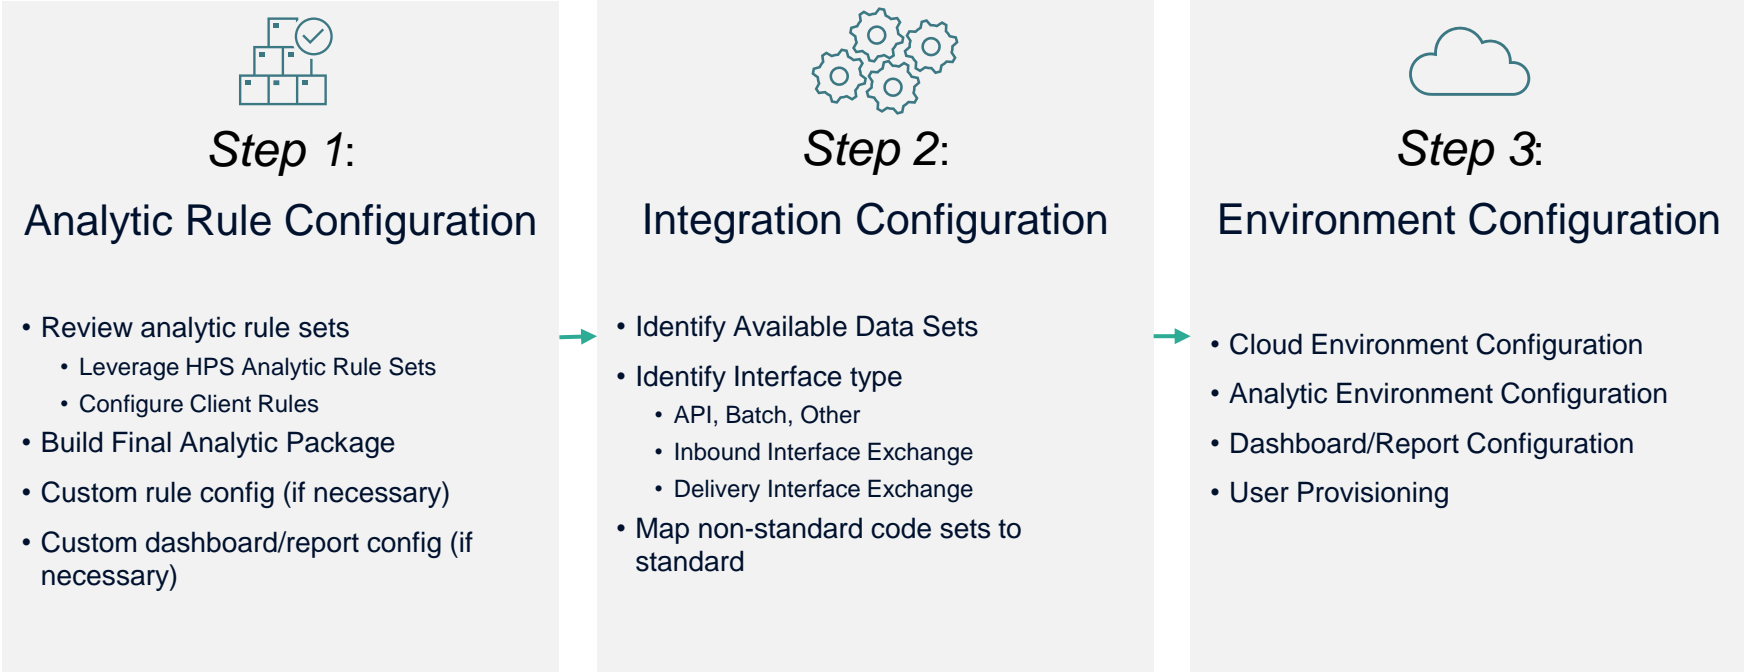 Step 1:
Analytic Rule Configuration
• Review analytic rule sets
• Leverage HPS Analytic Rule Sets
• Configure Client Rules
• Build Final Analytic Package
• Custom rule config (if necessary)
• Custom dashboard/report config (if
necessary)
Step 2:
Integration Configuration
• Identify Available Data Sets
• Identify Interface type
• API, Batch, Other
• Inbound Interface Exchange
• Delivery Interface Exchange
• Map non-standard code sets to
standard
Step 3:
Environment Configuration
• Cloud Environment Configuration
• Analytic Environment Configuration
• Dashboard/Report Configuration
• User Provisioning